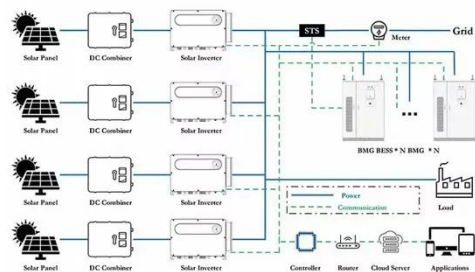 STS
Meter
Grid
Solar Panel DC Combiner Solar Inverter
Solar Panel DC Combiner Solar Inverter
BMG BESS * N BMG * N
Solar Panel DC Combiner Solar Inverter
Power
Communication
Load
Solar Panel DC Combiner Solar Inverter
Controller Router Cloud Server Application